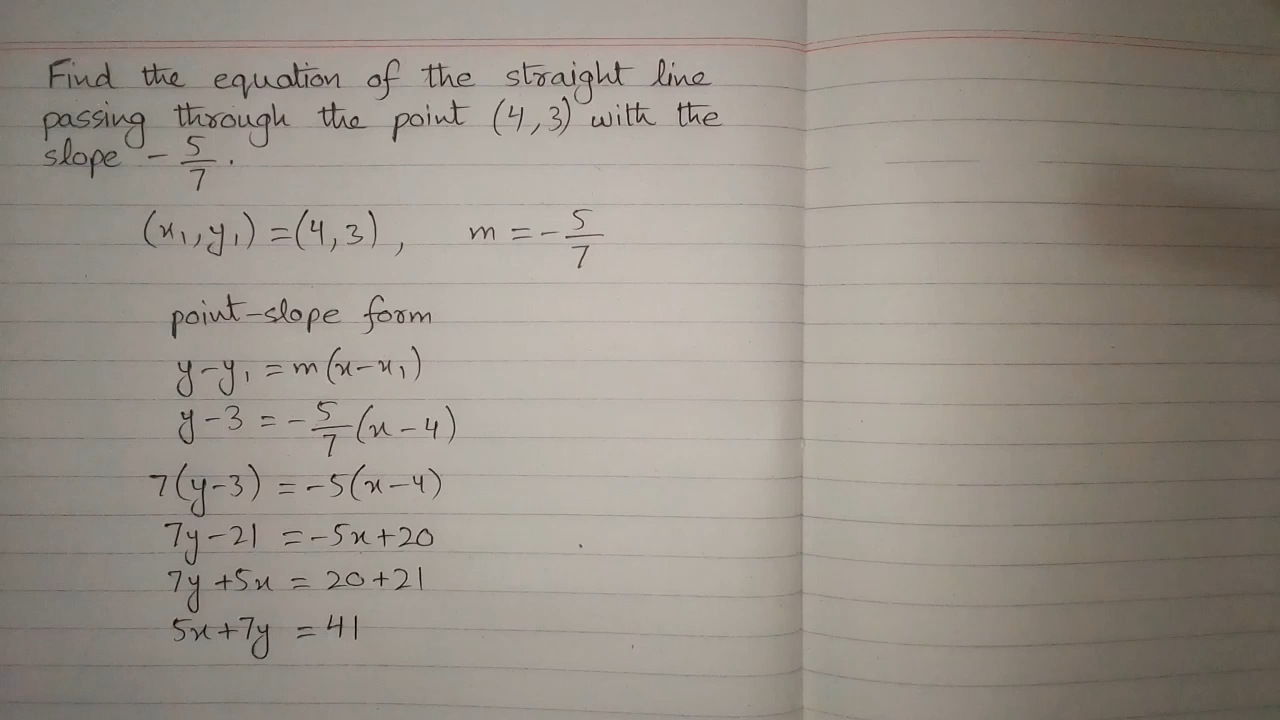 Find the equation of the straight line
passing through the point (4,3) with the
slope -5/7.
(x₁,y₁)=(4,3), m=-5/7
point-slope form
y-y₁=m(x-x₁)
y-3=-5/7(x-4)
7(y-3)=-5(x-4)
7y-21=-5x+20
7y+5x=20+21
5x+7y=41